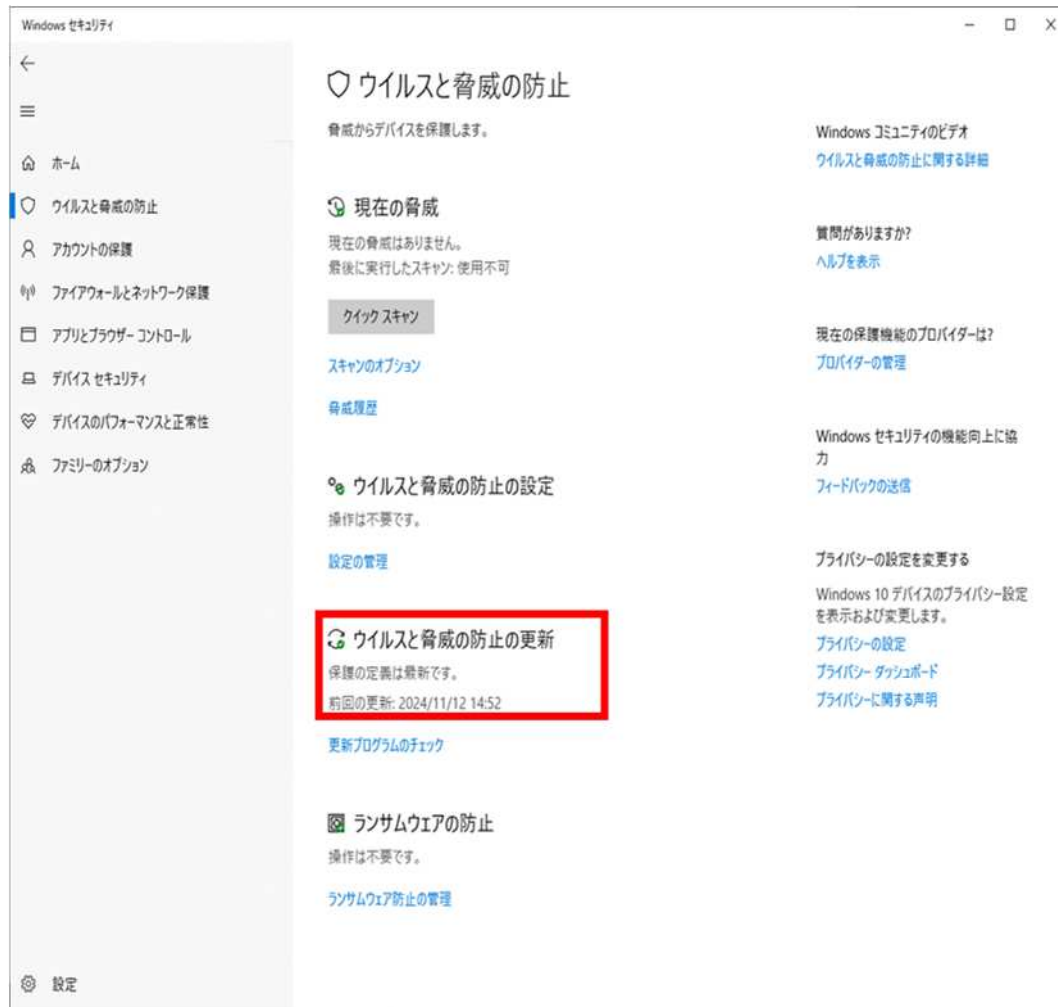 Windows セキュリティ
ホーム
ウイルスと脅威の防止
アカウントの保護
ファイアウォールとネットワーク保護
アプリとブラウザー コントロール
デバイス セキュリティ
デバイスのパフォーマンスと正常性
ファミリーのオプション
設定
ウイルスと脅威の防止
脅威からデバイスを保護します。
現在の脅威
現在の脅威はありません。
最後に実行したスキャン: 使用不可
クイック スキャン
スキャンのオプション
脅威履歴
ウイルスと脅威の防止の設定
操作は不要です。
設定の管理
ウイルスと脅威の防止の更新
保護の定義は最新です。
前回の更新: 2024/11/12 14:52
更新プログラムのチェック
ランサムウェアの防止
操作は不要です。
ランサムウェア防止の管理
Windows コミュニティのビデオ
ウイルスと脅威の防止に関する詳細
質問がありますか?
ヘルプを表示
現在の保護機能のプロバイダーは?
プロバイダーの管理
Windows セキュリティの機能向上に協
力
フィードバックの送信
プライバシーの設定を変更する
Windows 10 デバイスのプライバシー設定
を表示および変更します。
プライバシーの設定
プライバシー ダッシュボード
プライバシーに関する声明